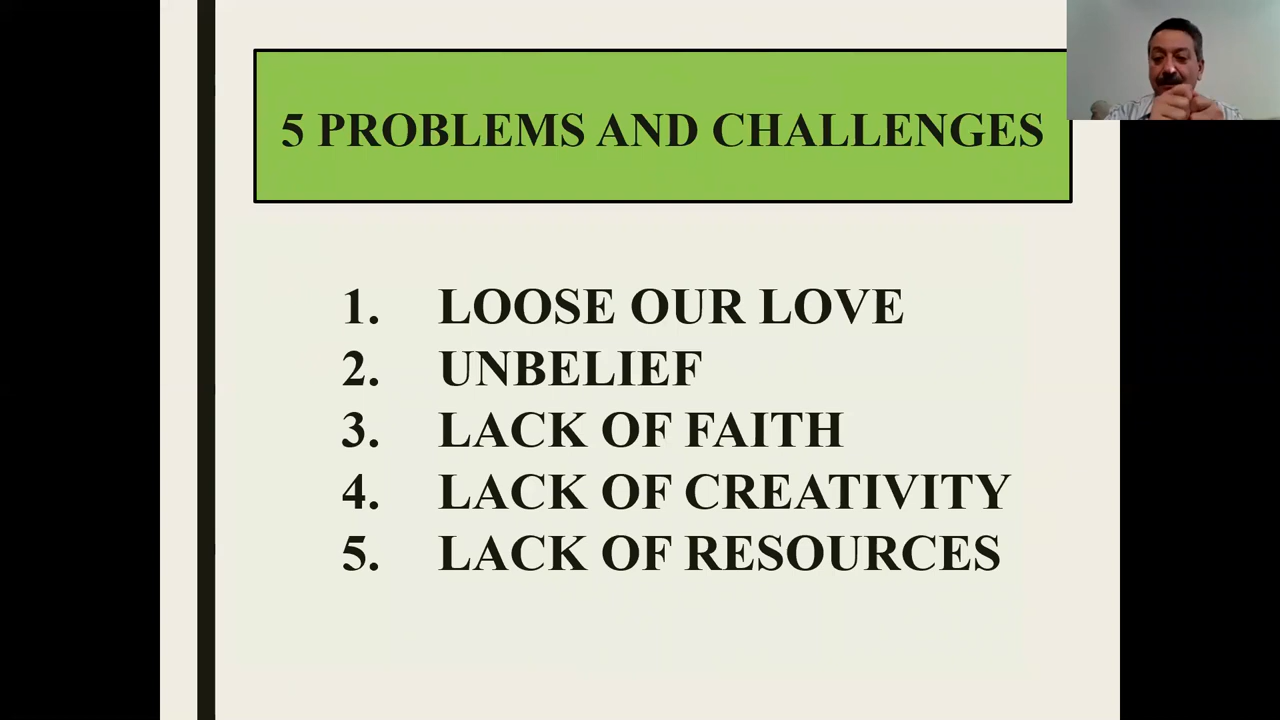 5 PROBLEMS AND CHALLENGES
1. LOOSE OUR LOVE
2. UNBELIEF
3. LACK OF FAITH
4. LACK OF CREATIVITY
5. LACK OF RESOURCES